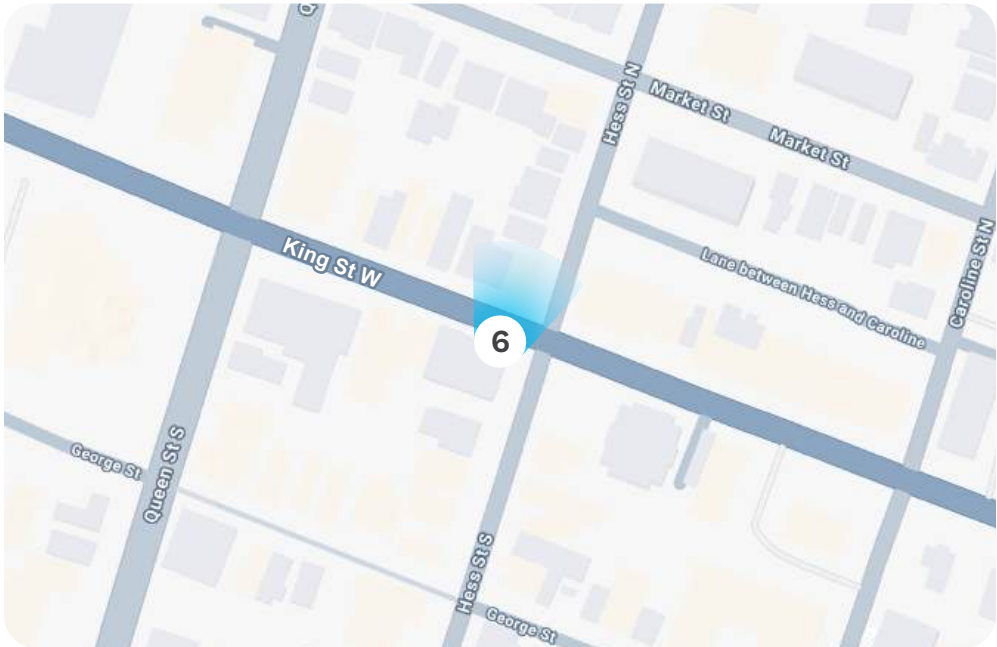 Q
Hess St N
Market St
Market St
King St W
Lane between Hess and Caroline
Caroline St N
6
George St
Queen St S
Hess St S
George St